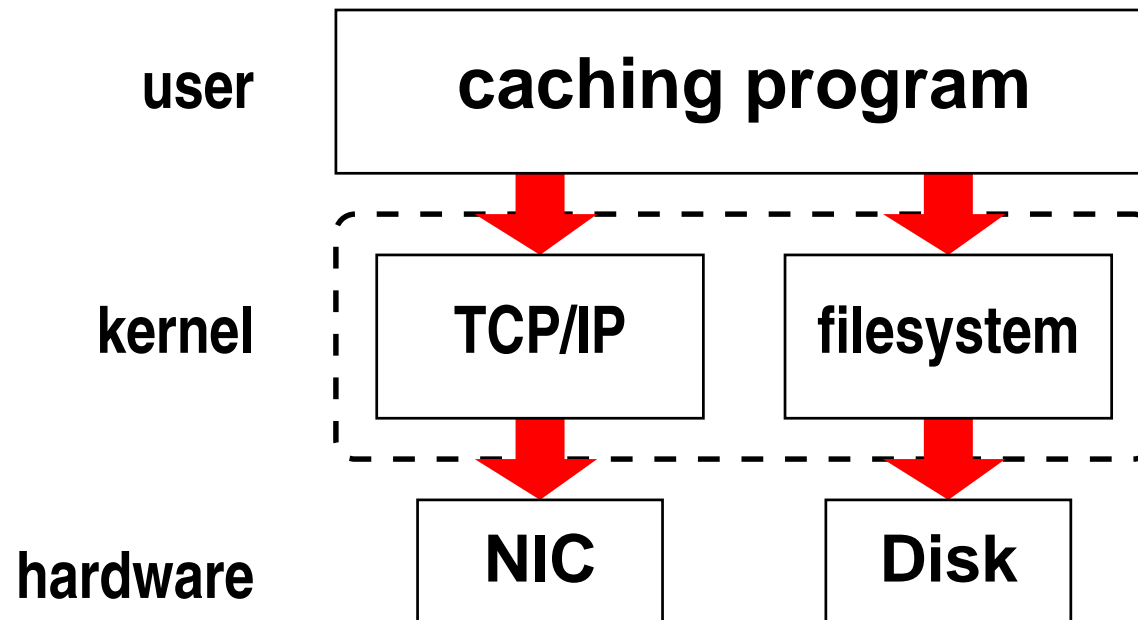 user caching program
kernel TCP/IP filesystem
hardware NIC Disk